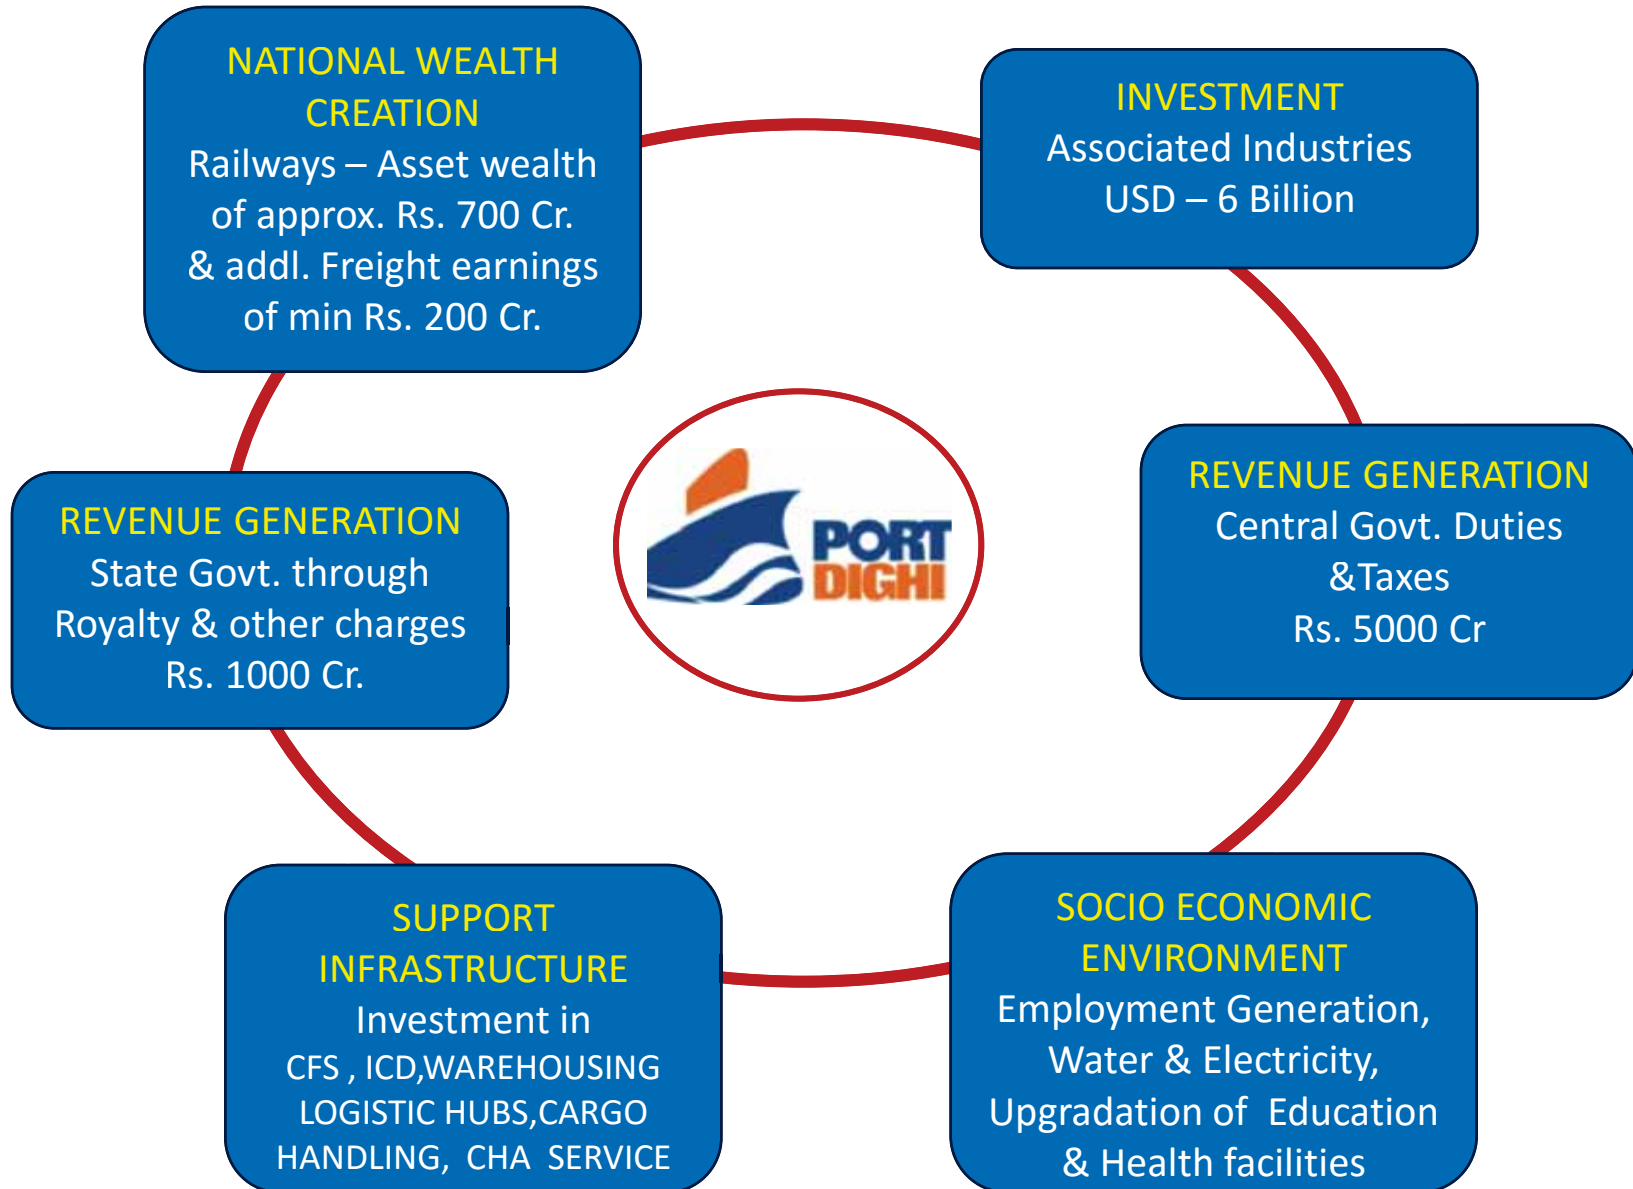 NATIONAL WEALTH
CREATION
Railways – Asset wealth
of approx. Rs. 700 Cr.
& addl. Freight earnings
of min Rs. 200 Cr.
INVESTMENT
Associated Industries
USD – 6 Billion
REVENUE GENERATION
Central Govt. Duties
&Taxes
Rs. 5000 Cr
REVENUE GENERATION
State Govt. through
Royalty & other charges
Rs. 1000 Cr.
PORT
DIGHI
SUPPORT
INFRASTRUCTURE
Investment in
CFS , ICD,WAREHOUSING
LOGISTIC HUBS,CARGO
HANDLING, CHA SERVICE
SOCIO ECONOMIC
ENVIRONMENT
Employment Generation,
Water & Electricity,
Upgradation of Education
& Health facilities